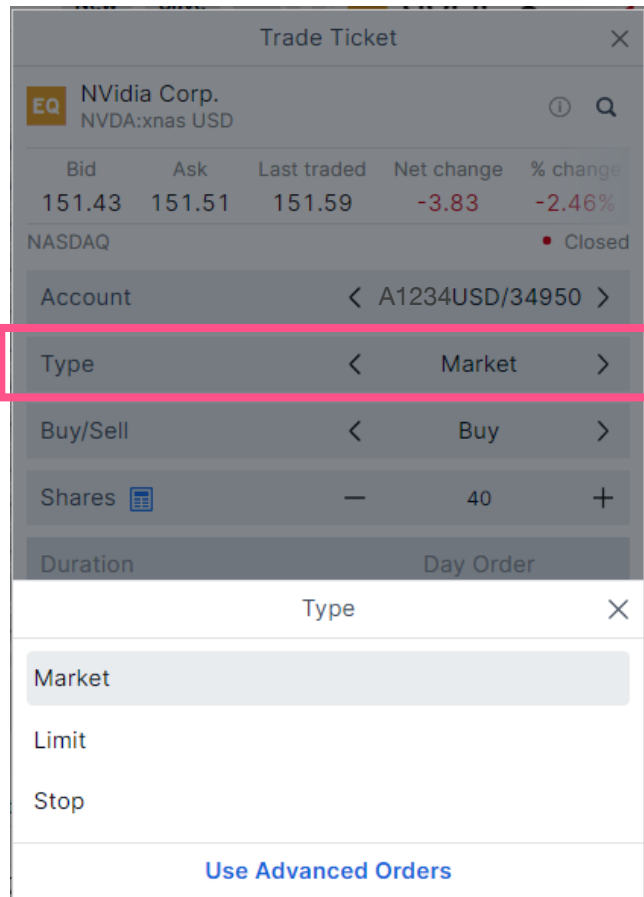 Trade Ticket
EQ
NVidia Corp.
NVDA:xnas USD
Bid Ask Last traded Net change % change
151.43 151.51 151.59 -3.83 -2.46%
NASDAQ Closed
Account A1234USD/34950
Type Market
Buy/Sell Buy
Shares 40
Duration Day Order
Type
Market
Limit
Stop
Use Advanced Orders